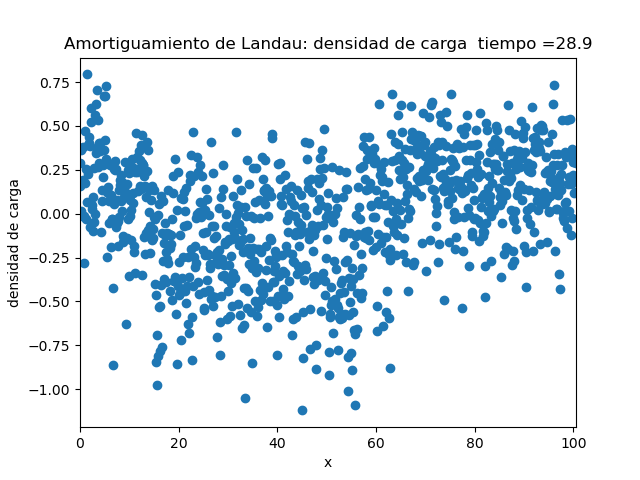 Amortiguamiento de Landau: densidad de carga  tiempo =28.9
densidad de carga
0.75
0.50
0.25
0.00
−0.25
−0.50
−0.75
−1.00
0 20 40 60 80 100
x